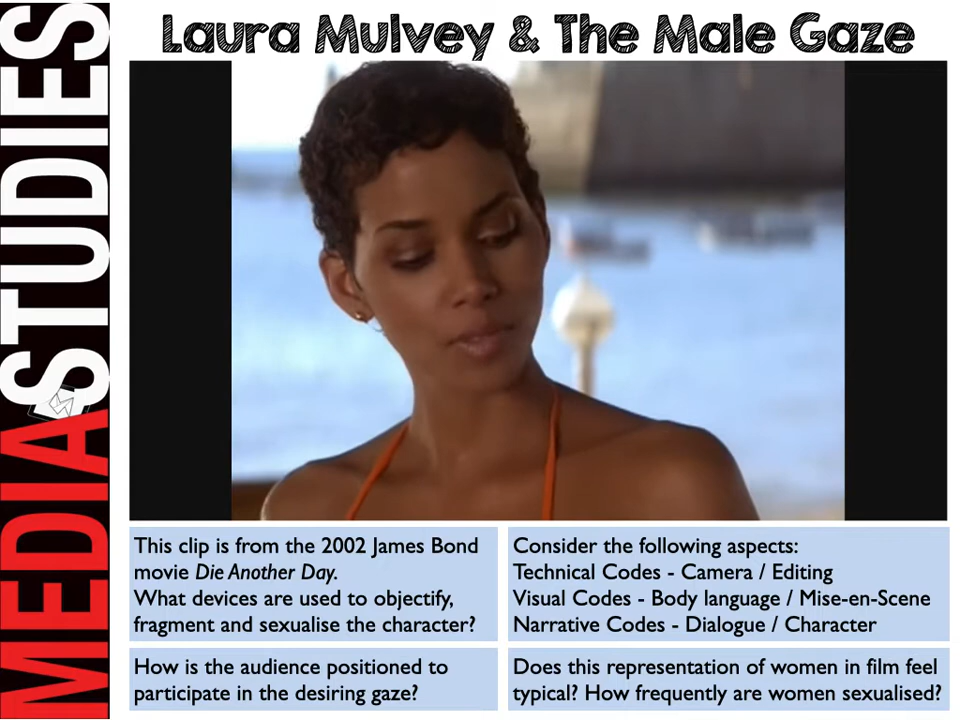 Laura Mulvey & The Male Gaze
MEDIASTUDIES
This clip is from the 2002 James Bond
movie Die Another Day.
What devices are used to objectify,
fragment and sexualise the character?
Consider the following aspects:
Technical Codes - Camera / Editing
Visual Codes - Body language / Mise-en-Scene
Narrative Codes - Dialogue / Character
How is the audience positioned to
participate in the desiring gaze?
Does this representation of women in film feel
typical? How frequently are women sexualised?